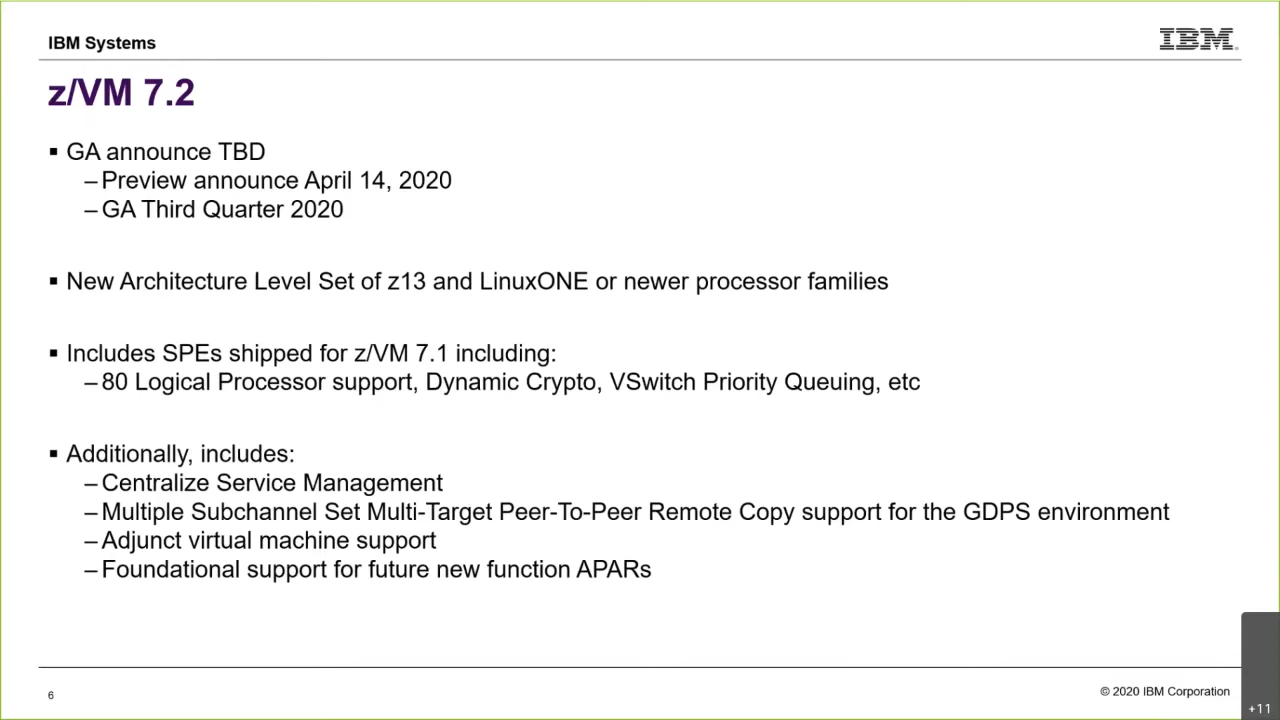 IBM Systems
IBM
z/VM 7.2
▪ GA announce TBD
– Preview announce April 14, 2020
– GA Third Quarter 2020
▪ New Architecture Level Set of z13 and LinuxONE or newer processor families
▪ Includes SPEs shipped for z/VM 7.1 including:
– 80 Logical Processor support, Dynamic Crypto, VSwitch Priority Queuing, etc
▪ Additionally, includes:
– Centralize Service Management
– Multiple Subchannel Set Multi-Target Peer-To-Peer Remote Copy support for the GDPS environment
– Adjunct virtual machine support
– Foundational support for future new function APARs
6
© 2020 IBM Corporation
+11